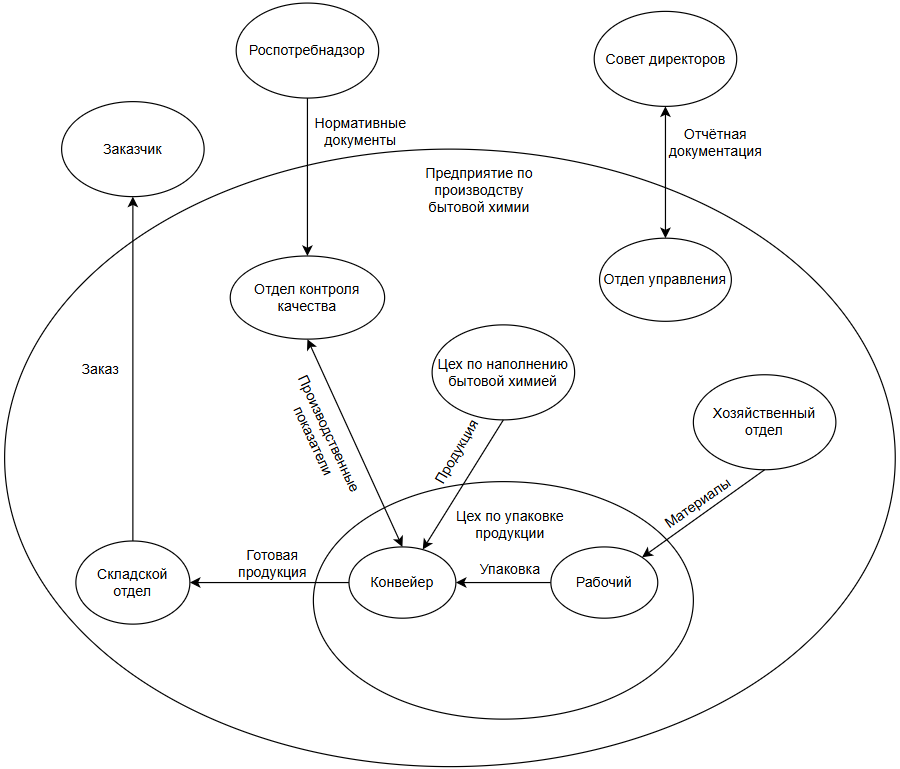 Роспотребнадзор
Совет директоров
Нормативные
документы
Отчётная
документация
Заказчик
Предприятие по
производству
бытовой химии
Отдел контроля
качества
Отдел управления
Заказ
Цех по наполнению
бытовой химией
Производственные
показатели
Продукция
Хозяйственный
отдел
Материалы
Цех по упаковке
продукции
Готовая
продукция
Складской
отдел
Конвейер
Упаковка
Рабочий